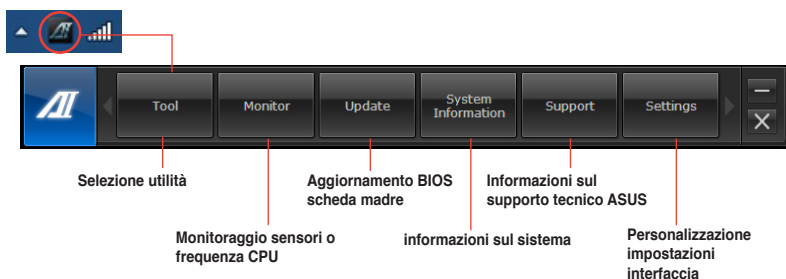 Tool
Monitor
Update
System
Information
Support
Settings
Selezione utilità
Aggiornamento BIOS
scheda madre
Informazioni sul
supporto tecnico ASUS
Monitoraggio sensori o
frequenza CPU
informazioni sul sistema
Personalizzazione
impostazioni
interfaccia